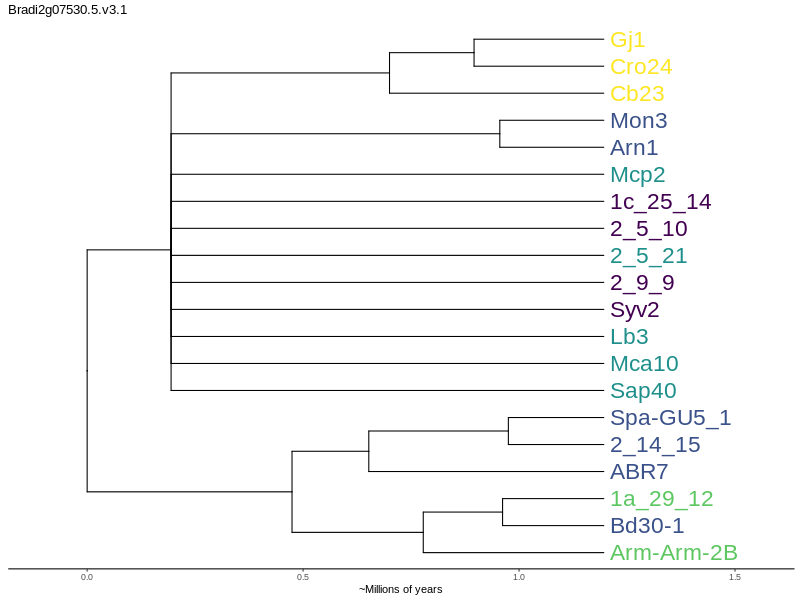 Bradi2g07530.5.v3.1
Gj1
Cro24
Cb23
Mon3
Arn1
Mcp2
1c_25_14
2_5_10
2_5_21
2_9_9
Syv2
Lb3
Mca10
Sap40
Spa-GU5_1
2_14_15
ABR7
1a_29_12
Bd30-1
Arm-Arm-2B
0.0 0.5 1.0 1.5
~Millions of years